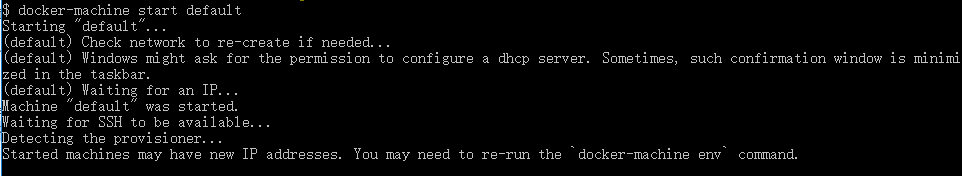 $ docker-machine start default
Starting "default"...
(default) Check network to re-create if needed...
(default) Windows might ask for the permission to configure a dhcp server. Sometimes, such confirmation window is minimi
zed in the taskbar.
(default) Waiting for an IP...
Machine "default" was started.
Waiting for SSH to be available...
Detecting the provisioner...
Started machines may have new IP addresses. You may need to re-run the `docker-machine env` command.